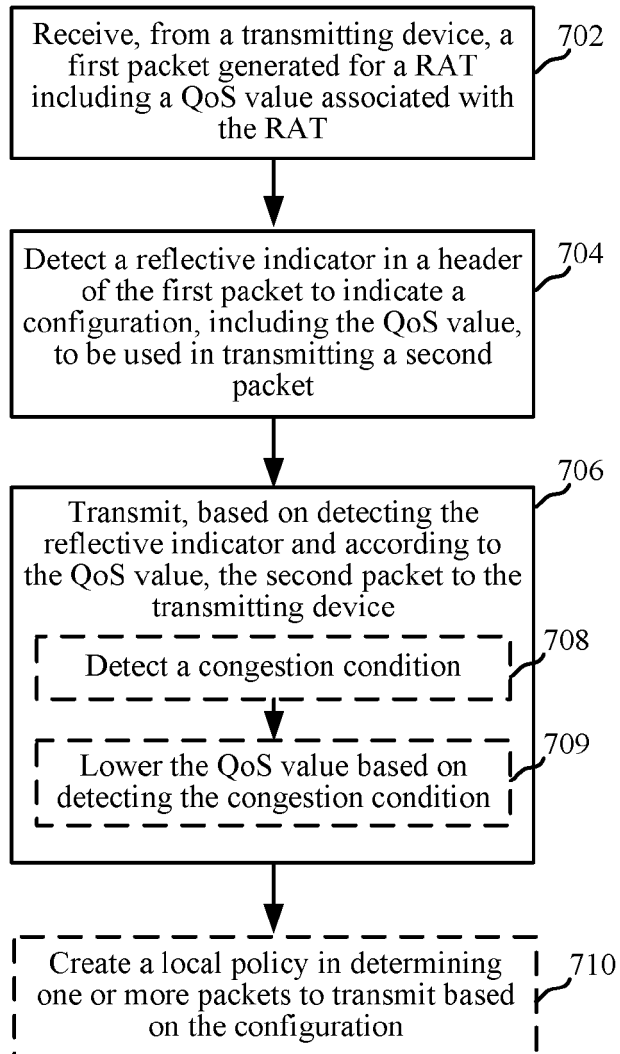 Receive, from a transmitting device, a
702
first packet generated for a RAT
including a QoS value associated with
the RAT
Detect a reflective indicator in a header
704
of the first packet to indicate a
configuration, including the QoS value,
to be used in transmitting a second
packet
706
Transmit, based on detecting the
reflective indicator and according to
the QoS value, the second packet to the
transmitting device
708
Detect a congestion condition
709
Lower the QoS value based on
detecting the congestion condition
Create a local policy in determining
710
one or more packets to transmit based
on the configuration